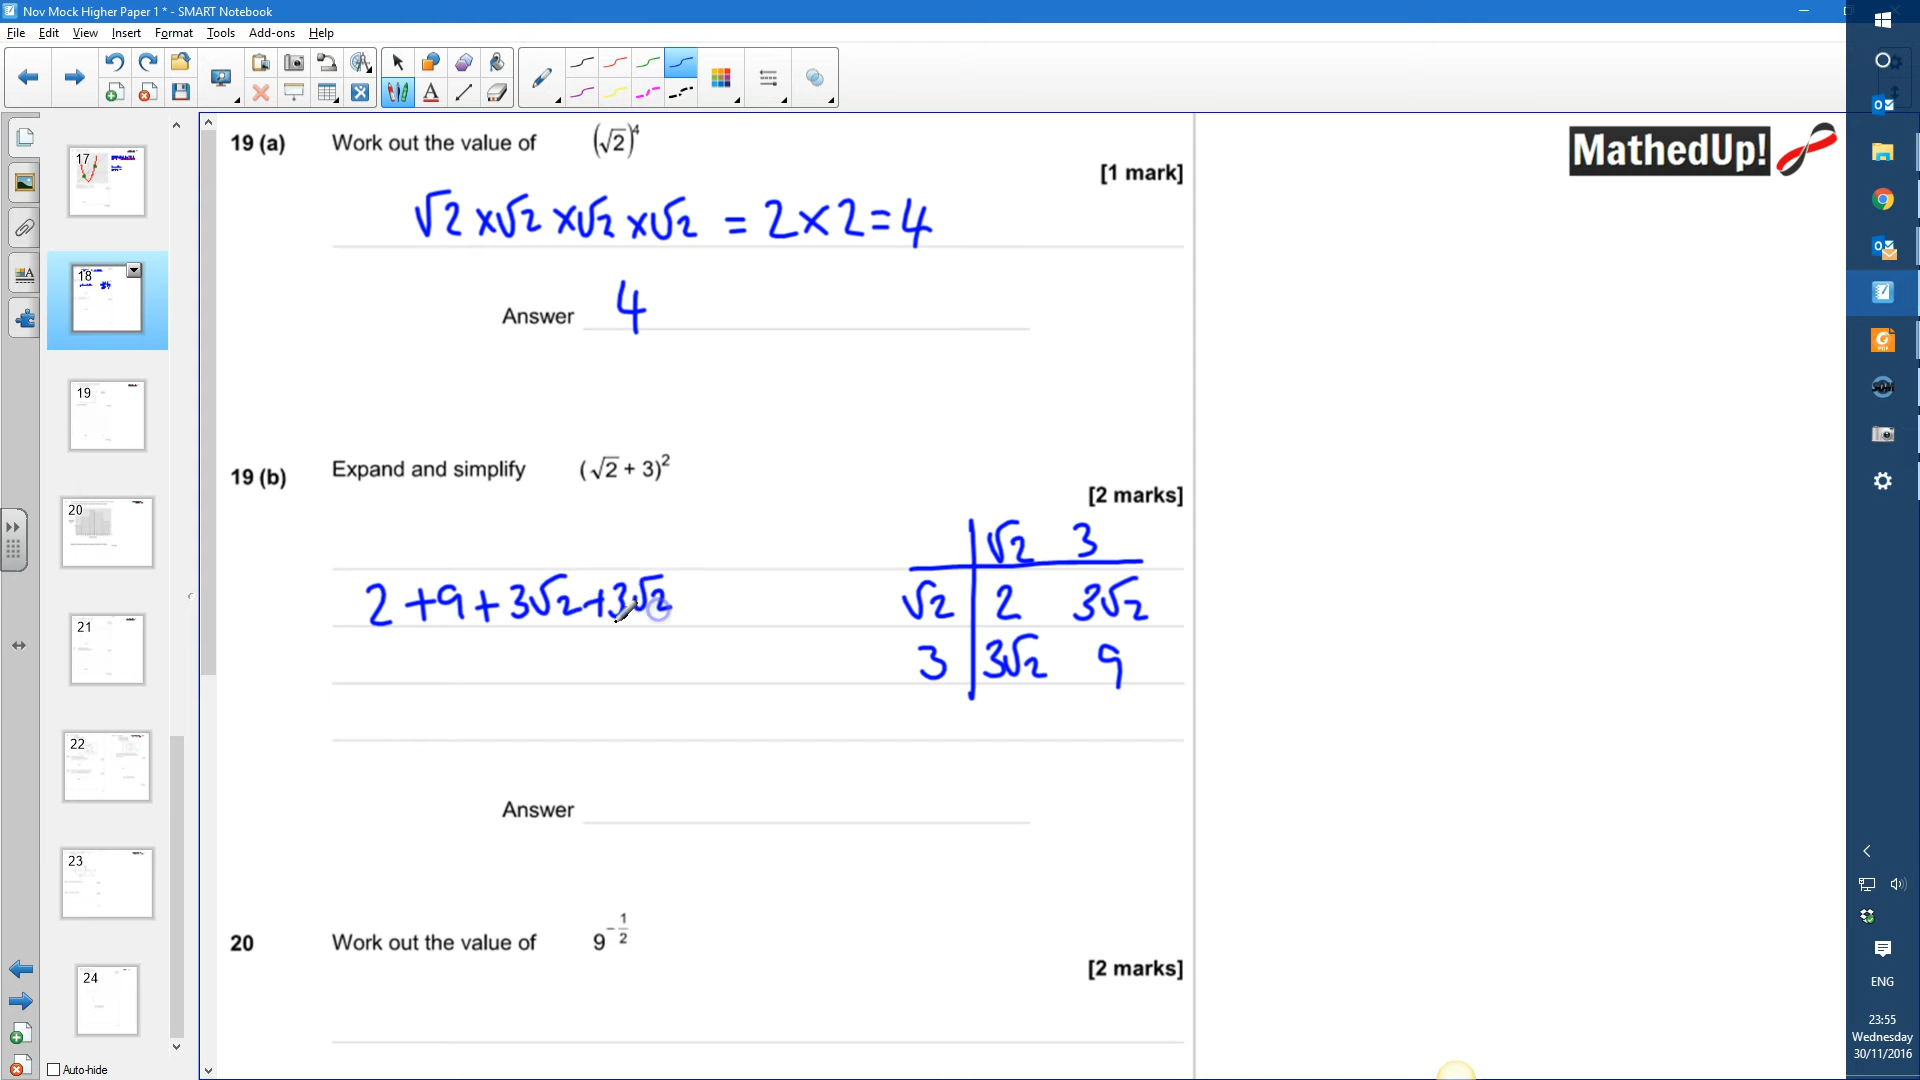 Nov Mock Higher Paper 1 * - SMART Notebook
File Edit View Insert Format Tools Add-ons Help
17
18
19
20
21
22
23
24
Auto-hide
MathedUp!
19 (a) Work out the value of (√2)⁴
[1 mark]
√2 ×√2 ×√2 ×√2 = 2×2=4
Answer 4
19 (b) Expand and simplify (√2 + 3)²
[2 marks]
√2 3
2+9+3√2+3√2
√2 2 3√2
3 3√2 9
Answer
20 Work out the value of 9^(-1/2)
[2 marks]
ENG
23:55
Wednesday
30/11/2016